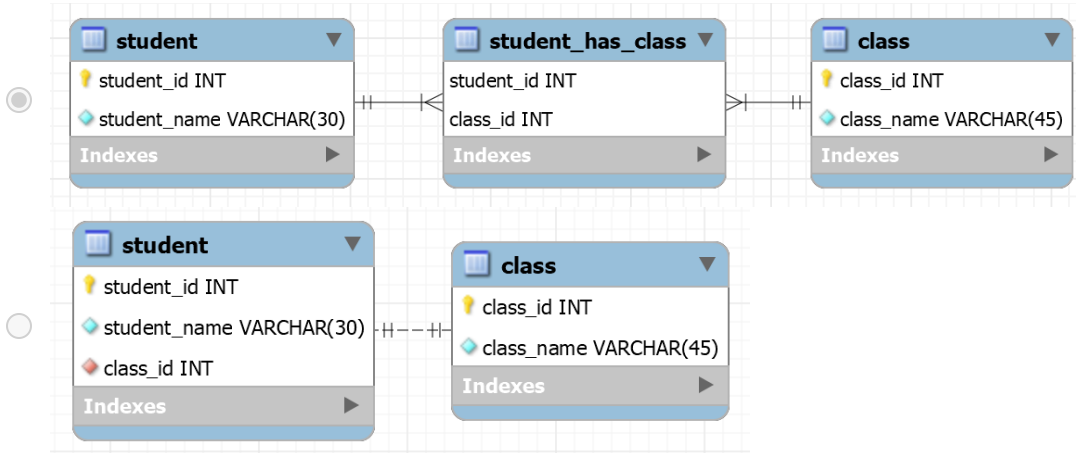 student
student_id INT
student_name VARCHAR(30)
Indexes
student_has_class
student_id INT
class_id INT
Indexes
class
class_id INT
class_name VARCHAR(45)
Indexes
student
student_id INT
student_name VARCHAR(30)
class_id INT
Indexes
class
class_id INT
class_name VARCHAR(45)
Indexes